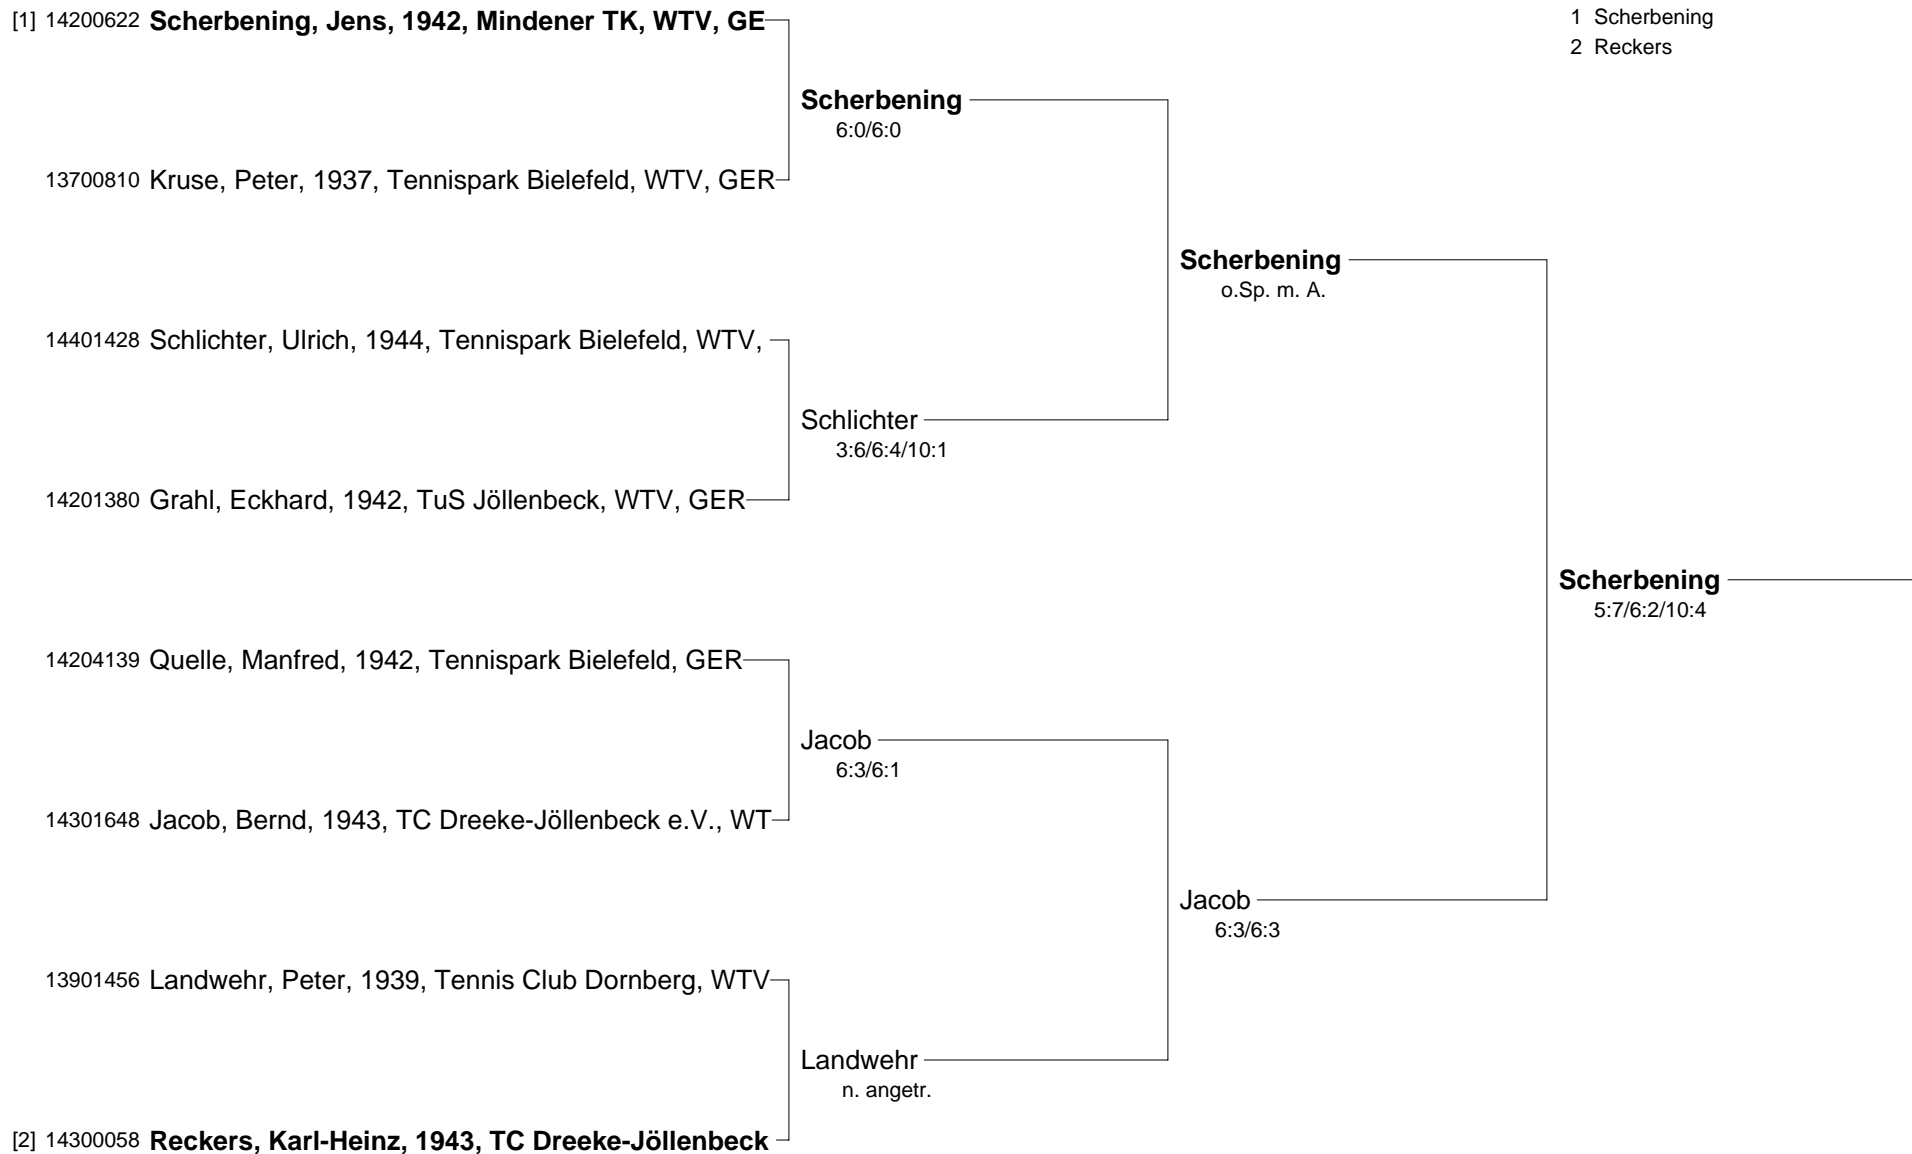 [1] 14200622 Scherbening, Jens, 1942, Mindener TK, WTV, GE
1 Scherbening
2 Reckers
Scherbening
6:0/6:0
13700810 Kruse, Peter, 1937, Tennispark Bielefeld, WTV, GER
Scherbening
o.Sp. m. A.
14401428 Schlichter, Ulrich, 1944, Tennispark Bielefeld, WTV,
Schlichter
3:6/6:4/10:1
14201380 Grahl, Eckhard, 1942, TuS Jöllenbeck, WTV, GER
Scherbening
5:7/6:2/10:4
14204139 Quelle, Manfred, 1942, Tennispark Bielefeld, GER
Jacob
6:3/6:1
14301648 Jacob, Bernd, 1943, TC Dreeke-Jöllenbeck e.V., WT
Jacob
6:3/6:3
13901456 Landwehr, Peter, 1939, Tennis Club Dornberg, WTV
Landwehr
n. angetr.
[2] 14300058 Reckers, Karl-Heinz, 1943, TC Dreeke-Jöllenbeck